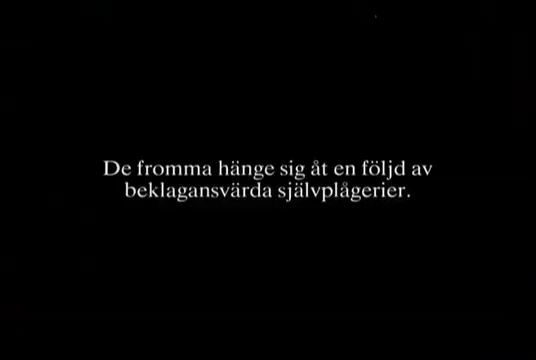 De fromma hänge sig åt en följd av
beklagansvärda självplågerier.